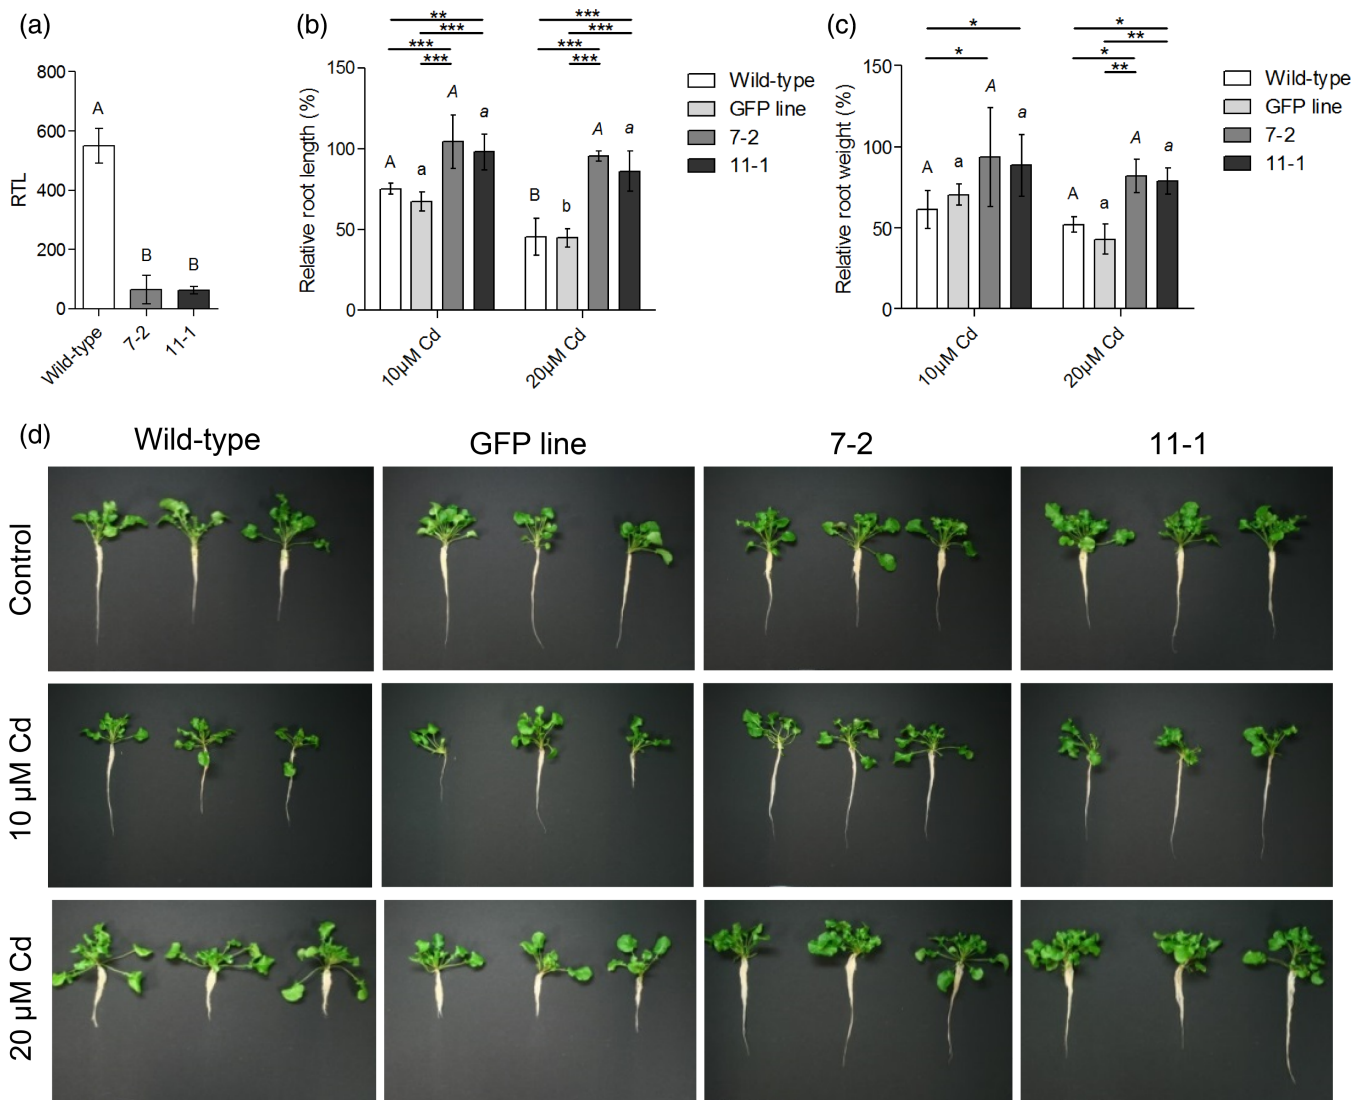 (a)
RTL
800
600
400
200
0
A
B
B
Wild-type
7-2
11-1
(b)
**
***
***
***
***
***
***
***
Relative root length (%)
150
100
50
0
A
a
A
a
B
b
A
a
10µM Cd
20µM Cd
Wild-type
GFP line
7-2
11-1
(c)
*
*
*
**
*
**
Relative root weight (%)
150
100
50
0
A
a
A
a
A
a
A
a
10µM Cd
20µM Cd
Wild-type
GFP line
7-2
11-1
(d)
Wild-type
GFP line
7-2
11-1
Control
10 µM Cd
20 µM Cd